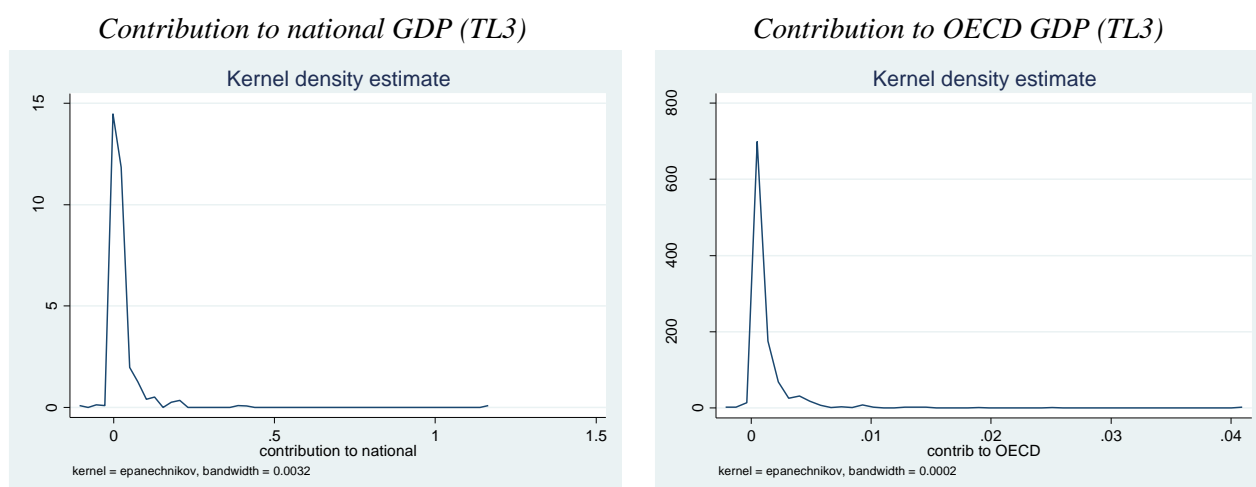 Contribution to national GDP (TL3)
Kernel density estimate
15
10
5
0
0 .5 1 1.5
contribution to national
kernel = epanechnikov, bandwidth = 0.0032
Contribution to OECD GDP (TL3)
Kernel density estimate
800
600
400
200
0
0 .01 .02 .03 .04
contrib to OECD
kernel = epanechnikov, bandwidth = 0.0002